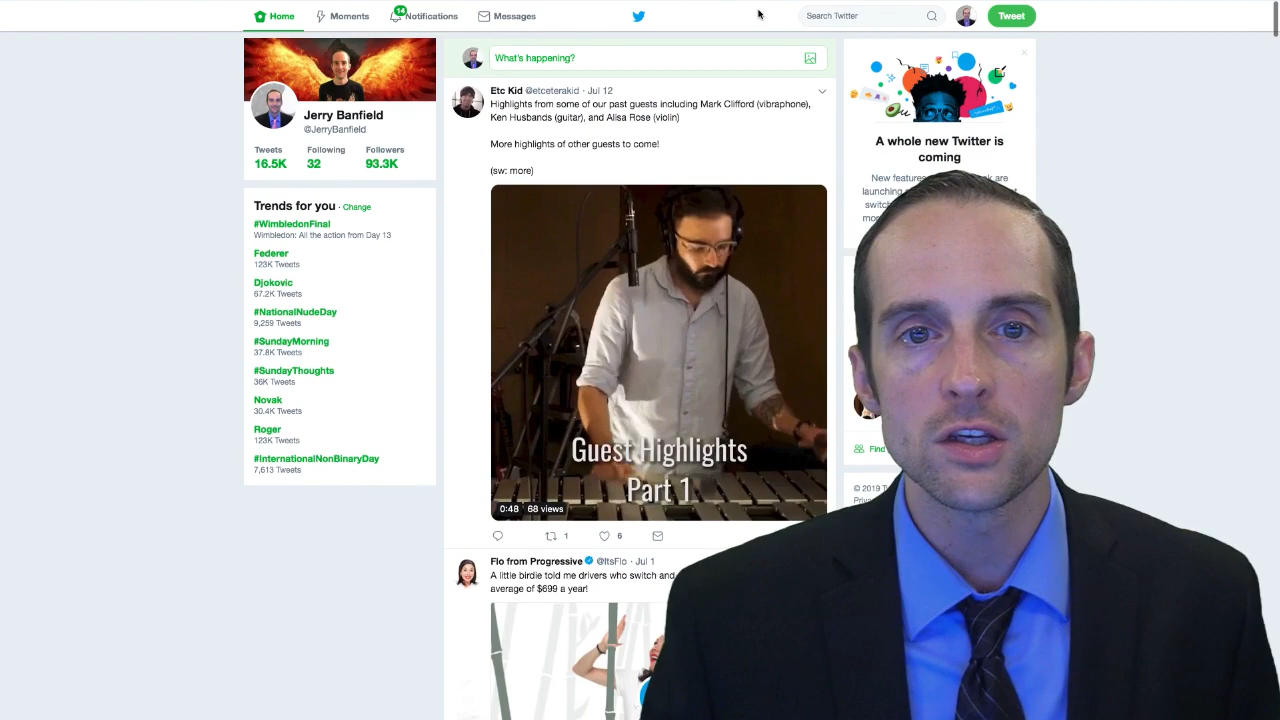 Home
Moments
14
Notifications
Messages
Search Twitter
Tweet
Jerry Banfield
@JerryBanfield
Tweets Following Followers
16.5K 32 93.3K
Trends for you · Change
#WimbledonFinal
Wimbledon: All the action from Day 13
Federer
123K Tweets
Djokovic
67.2K Tweets
#NationalNudeDay
9,259 Tweets
#SundayMorning
37.8K Tweets
#SundayThoughts
36K Tweets
Novak
30.4K Tweets
Roger
123K Tweets
#InternationalNonBinaryDay
7,613 Tweets
What's happening?
Etc Kid @etceterakid · Jul 12
Highlights from some of our past guests including Mark Clifford (vibraphone),
Ken Husbands (guitar), and Alisa Rose (violin)
More highlights of other guests to come!
(sw: more)
Guest Highlights
Part 1
0:48 68 views
1 6
Flo from Progressive @ItsFlo · Jul 1
A little birdie told me drivers who switch and
average of $699 a year!
A whole new Twitter is
coming
New features
are
launching
Find
© 2019